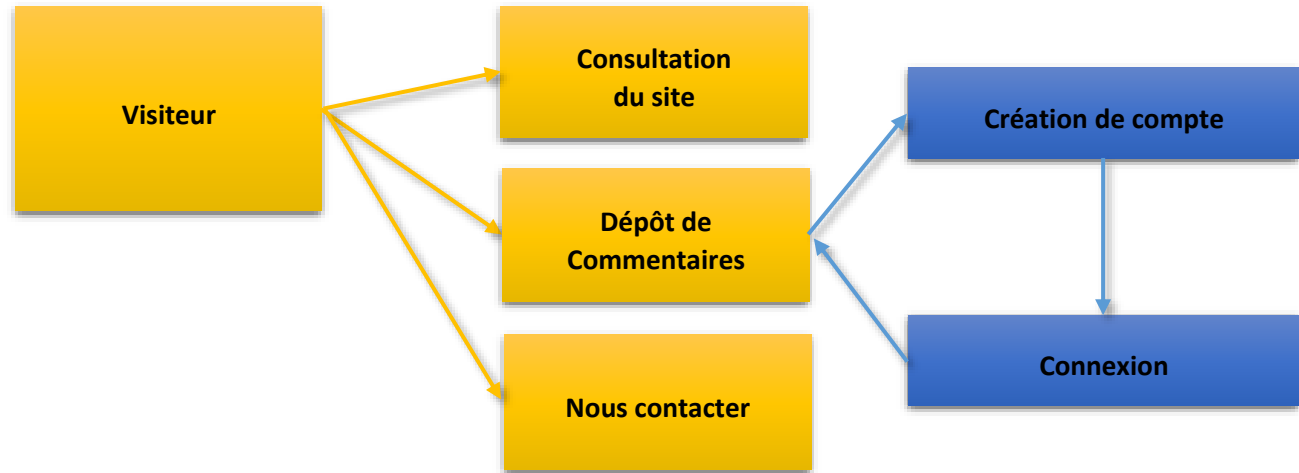 Visiteur
Consultation
du site
Dépôt de
Commentaires
Nous contacter
Création de compte
Connexion